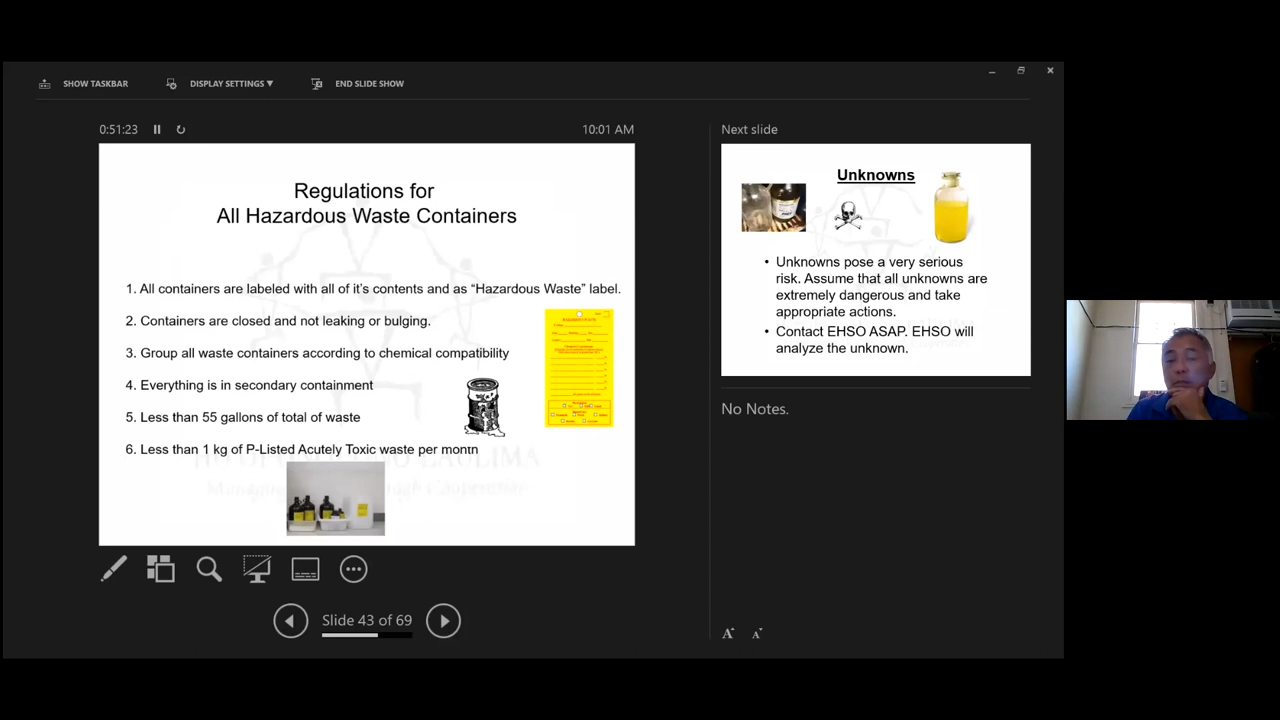 SHOW TASKBAR
DISPLAY SETTINGS ▼
END SLIDE SHOW
0:51:23
10:01 AM
Regulations for
All Hazardous Waste Containers
1. All containers are labeled with all of it's contents and as “Hazardous Waste” label.
2. Containers are closed and not leaking or bulging.
3. Group all waste containers according to chemical compatibility
4. Everything is in secondary containment
5. Less than 55 gallons of total of waste
6. Less than 1 kg of P-Listed Acutely Toxic waste per month
Slide 43 of 69
Next slide
Unknowns
• Unknowns pose a very serious
risk. Assume that all unknowns are
extremely dangerous and take
appropriate actions.
• Contact EHSO ASAP. EHSO will
analyze the unknown.
No Notes.
A A